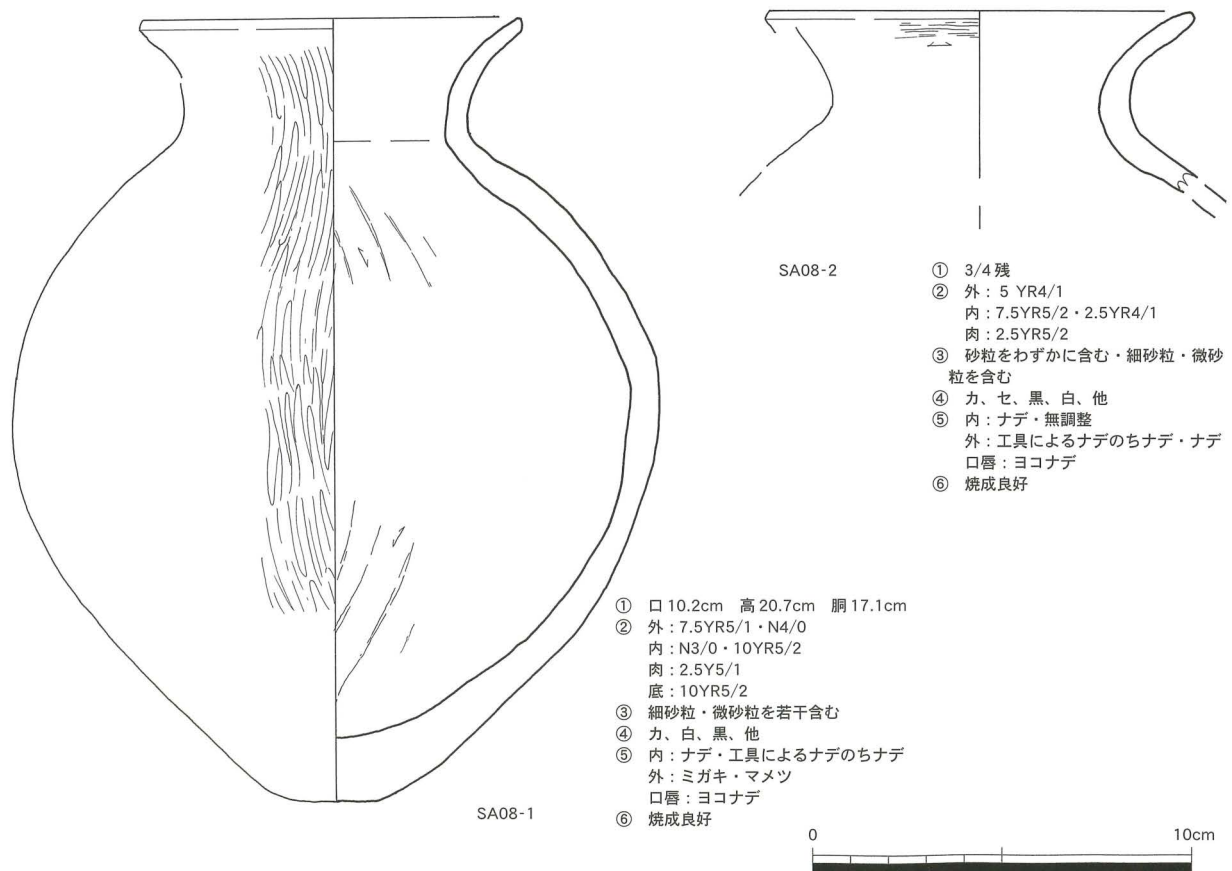 SA08-2
① 3/4残
② 外：5 YR4/1
内：7.5YR5/2・2.5YR4/1
肉：2.5YR5/2
③ 砂粒をわずかに含む・細砂粒・微砂
粒を含む
④ カ、セ、黒、白、他
⑤ 内：ナデ・無調整
外：工具によるナデのちナデ・ナデ
口唇：ヨコナデ
⑥ 焼成良好
SA08-1
① 口10.2cm 高20.7cm 胴17.1cm
② 外：7.5YR5/1・N4/0
内：N3/0・10YR5/2
肉：2.5Y5/1
底：10YR5/2
③ 細砂粒・微砂粒を若干含む
④ カ、白、黒、他
⑤ 内：ナデ・工具によるナデのちナデ
外：ミガキ・マメツ
口唇：ヨコナデ
⑥ 焼成良好
0 10cm